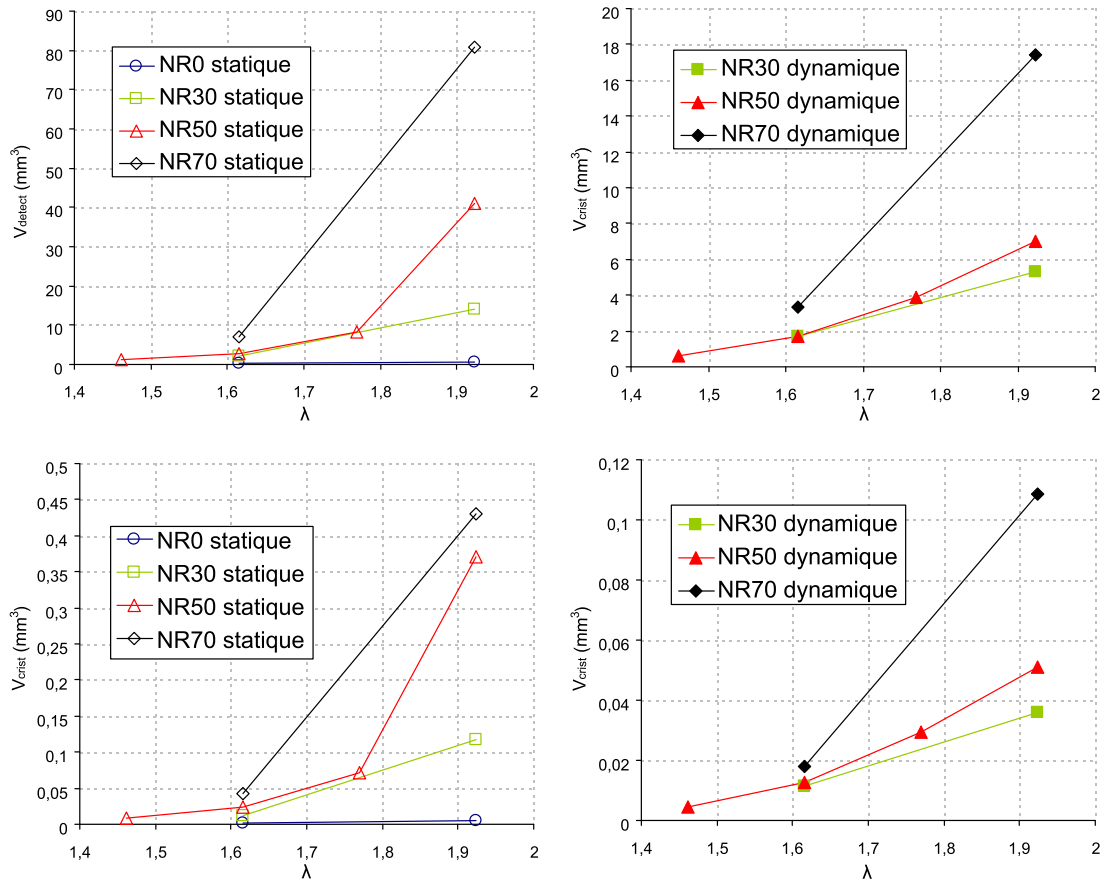 90
80
70
60
50
40
30
20
10
0
V_detect (mm³)
NR0 statique
NR30 statique
NR50 statique
NR70 statique
1,4 1,5 1,6 1,7 1,8 1,9 2
λ
20
18
16
14
12
10
8
6
4
2
0
V_crist (mm³)
NR30 dynamique
NR50 dynamique
NR70 dynamique
1,4 1,5 1,6 1,7 1,8 1,9 2
λ
0,5
0,45
0,4
0,35
0,3
0,25
0,2
0,15
0,1
0,05
0
V_crist (mm³)
NR0 statique
NR30 statique
NR50 statique
NR70 statique
1,4 1,5 1,6 1,7 1,8 1,9 2
λ
0,12
0,1
0,08
0,06
0,04
0,02
0
V_crist (mm³)
NR30 dynamique
NR50 dynamique
NR70 dynamique
1,4 1,5 1,6 1,7 1,8 1,9 2
λ